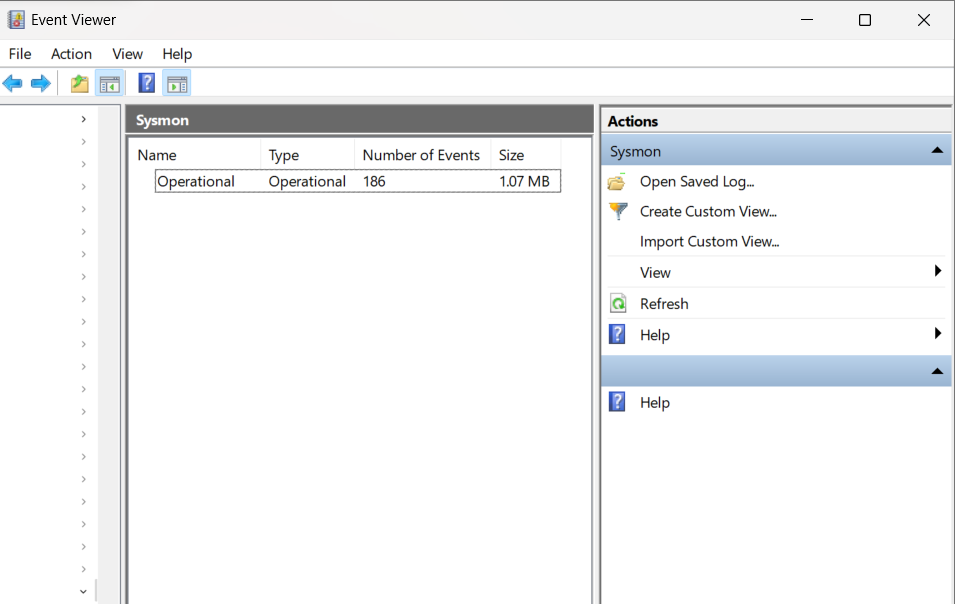 Event Viewer
File Action View Help
Sysmon
Name Type Number of Events Size
Operational Operational 186 1.07 MB
Actions
Sysmon
Open Saved Log...
Create Custom View...
Import Custom View...
View
Refresh
Help
Help